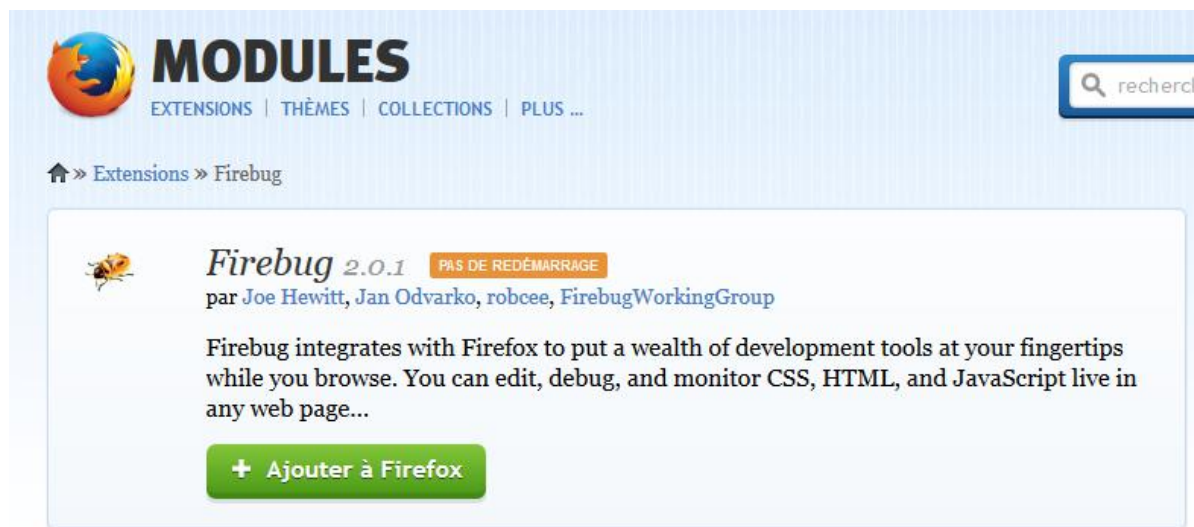 MODULES
EXTENSIONS | THÈMES | COLLECTIONS | PLUS ...
» Extensions » Firebug
Firebug 2.0.1 PAS DE REDÉMARRAGE
par Joe Hewitt, Jan Odvarko, robcee, FirebugWorkingGroup
Firebug integrates with Firefox to put a wealth of development tools at your fingertips
while you browse. You can edit, debug, and monitor CSS, HTML, and JavaScript live in
any web page...
+ Ajouter à Firefox